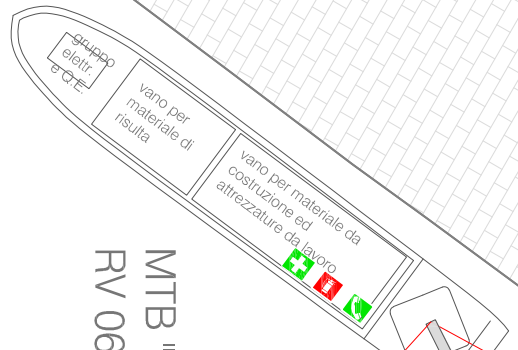 gruppo
elettr.
e Q.E.
vano per
materiale di
risulta
vano per materiale da
costruzione ed
attrezzature da lavoro
MTB
RV 06